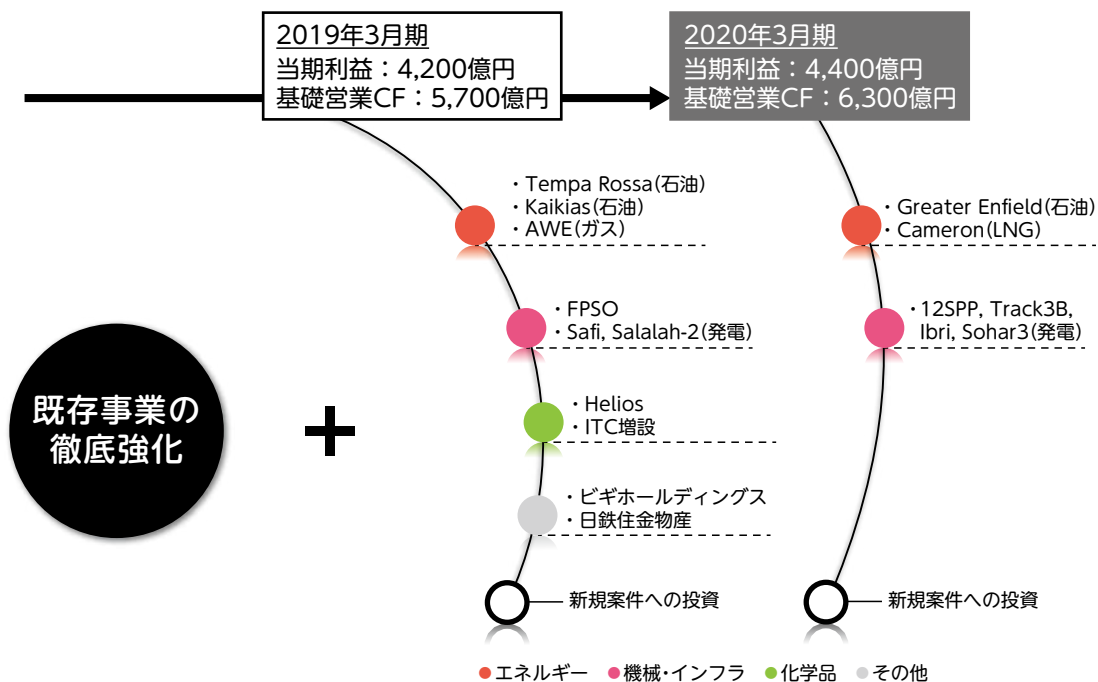 2019年3月期
当期利益：4,200億円
基礎営業CF：5,700億円
2020年3月期
当期利益：4,400億円
基礎営業CF：6,300億円
既存事業の
徹底強化
+
・Tempa Rossa(石油)
・Kaikias(石油)
・AWE(ガス)
・FPSO
・Safi, Salalah-2(発電)
・Helios
・ITC増設
・ビギホールディングス
・日鉄住金物産
新規案件への投資
・Greater Enfield(石油)
・Cameron(LNG)
・12SPP, Track3B,
Ibri, Sohar3(発電)
新規案件への投資
●エネルギー ●機械・インフラ ●化学品 ●その他